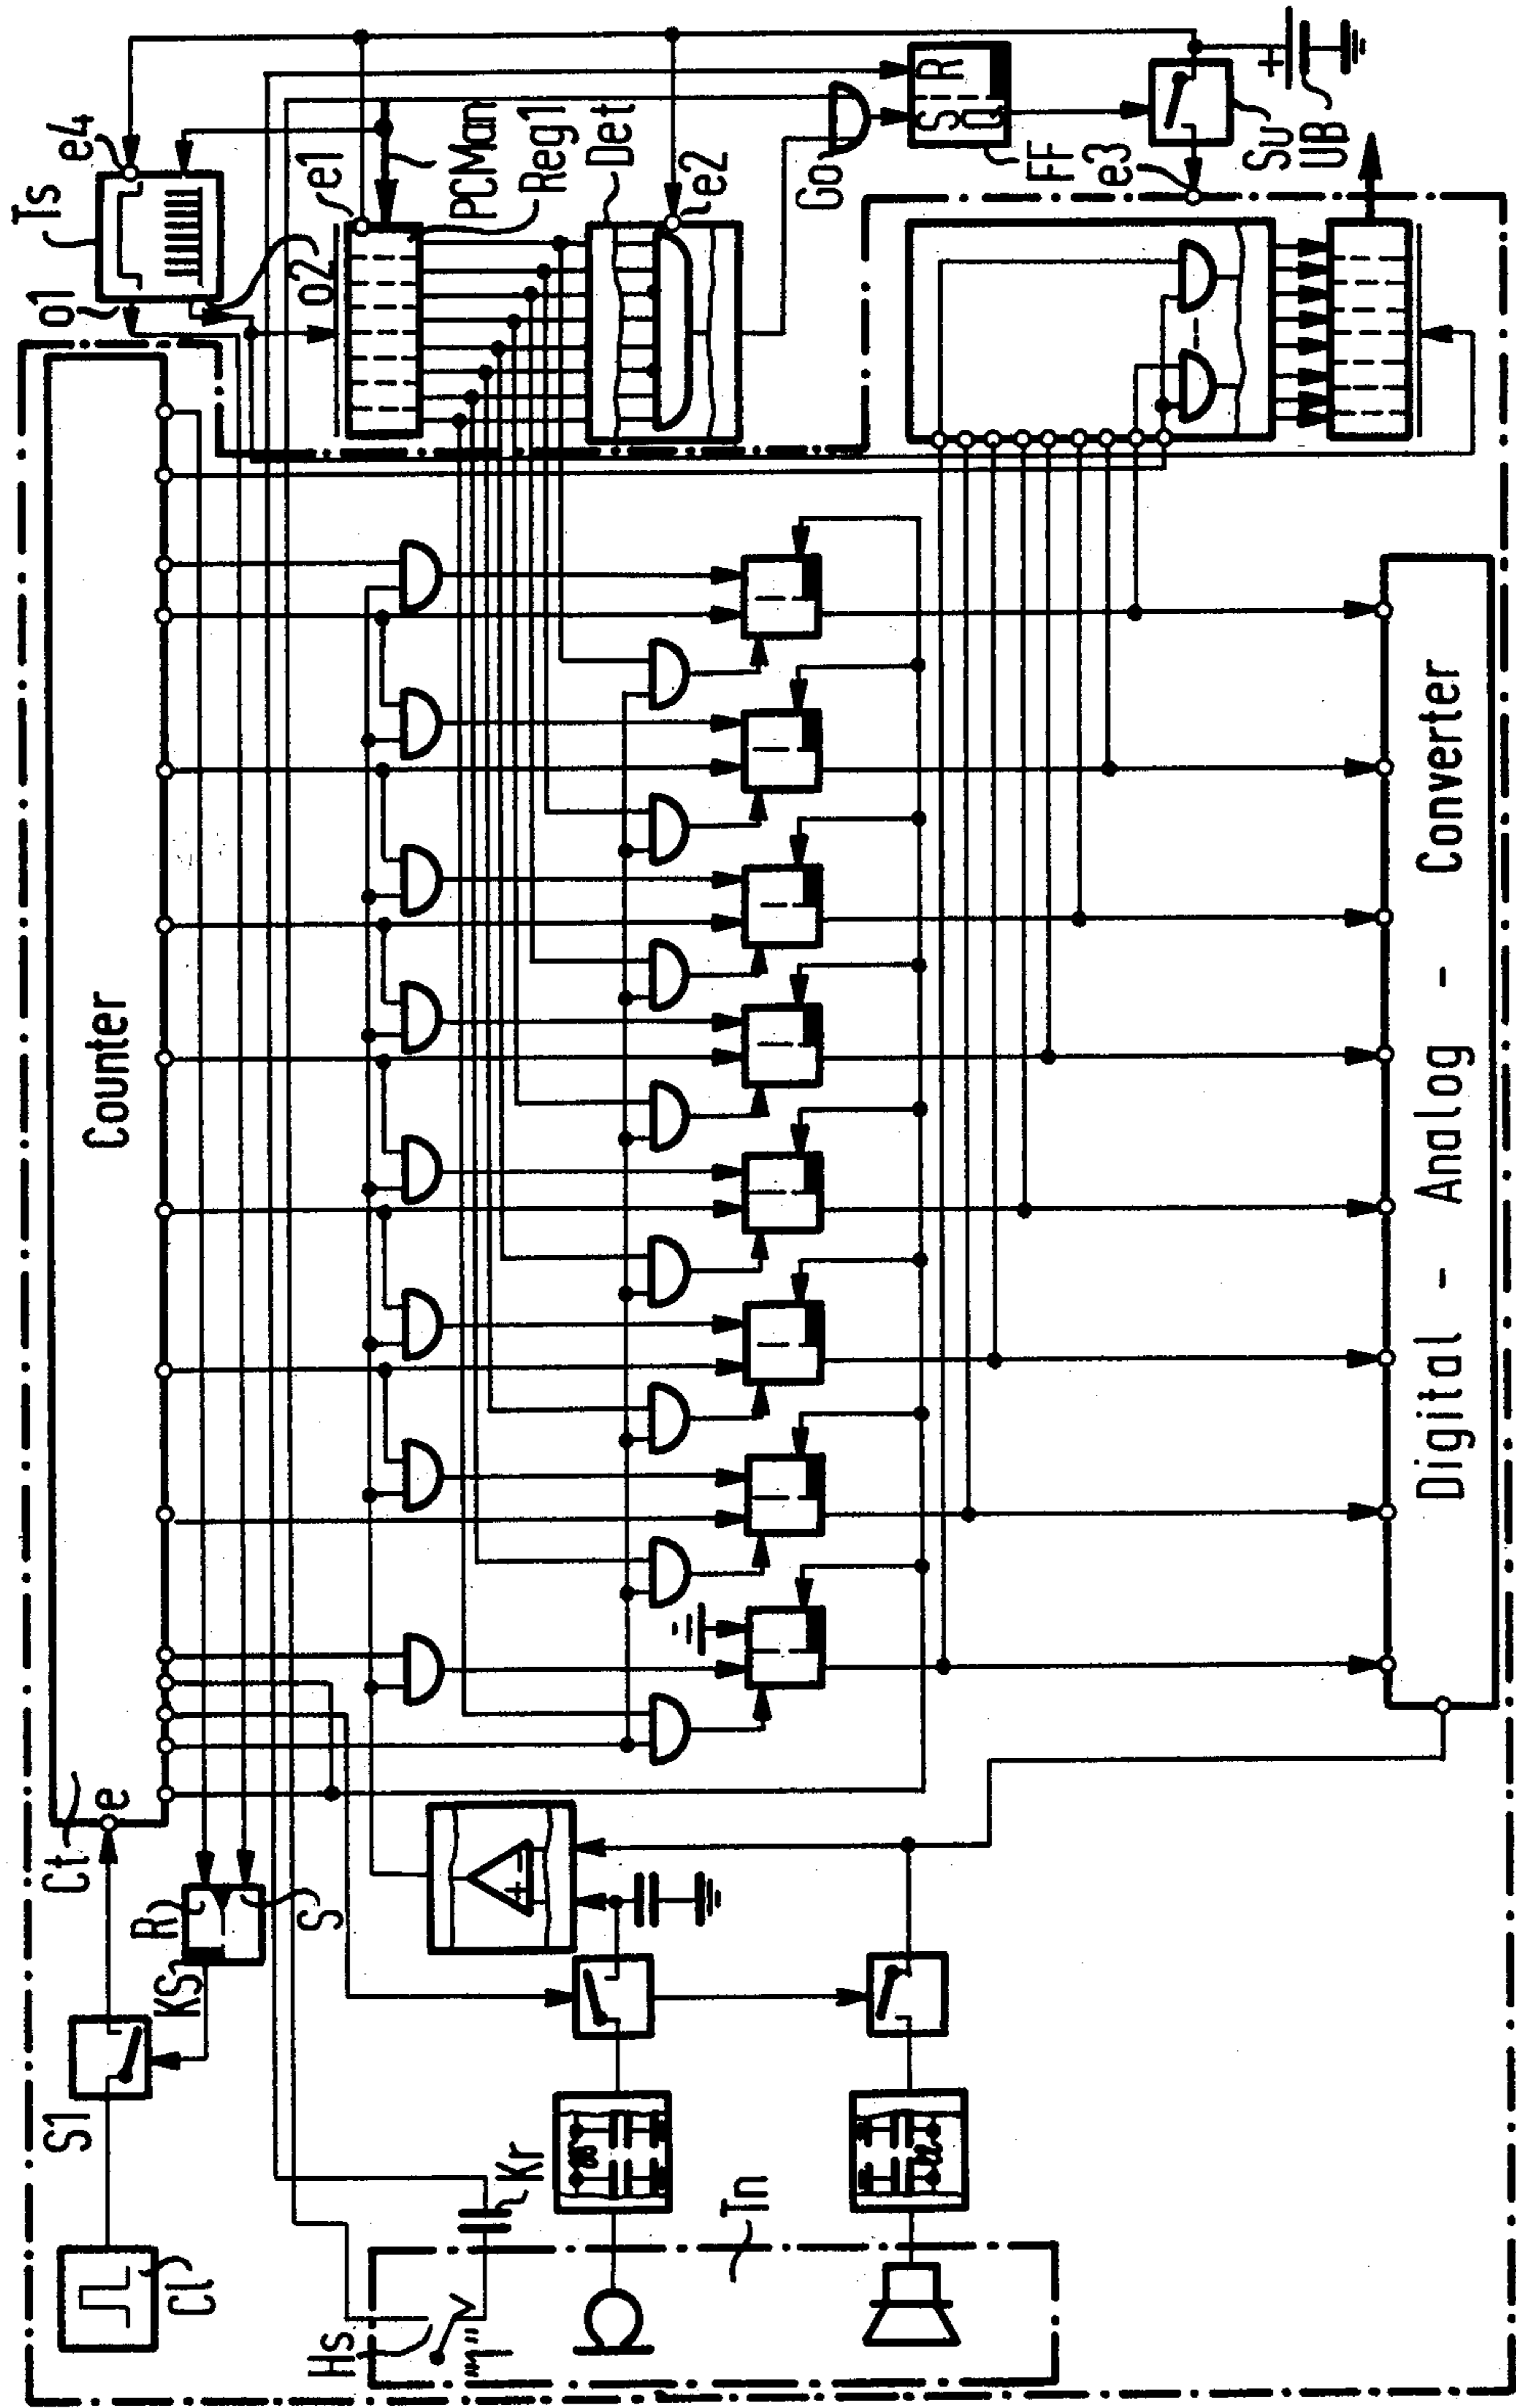 Ts
e4
o1
o2
e1
PCMan
Reg1
Det
e2
Go
S
R
Q
FF
e3
Su
+
UB
Counter
Ct
e
R
S
KS
S1
Cl
+
-
Kr
Tn
Hs
"1"
Digital - Analog - Converter